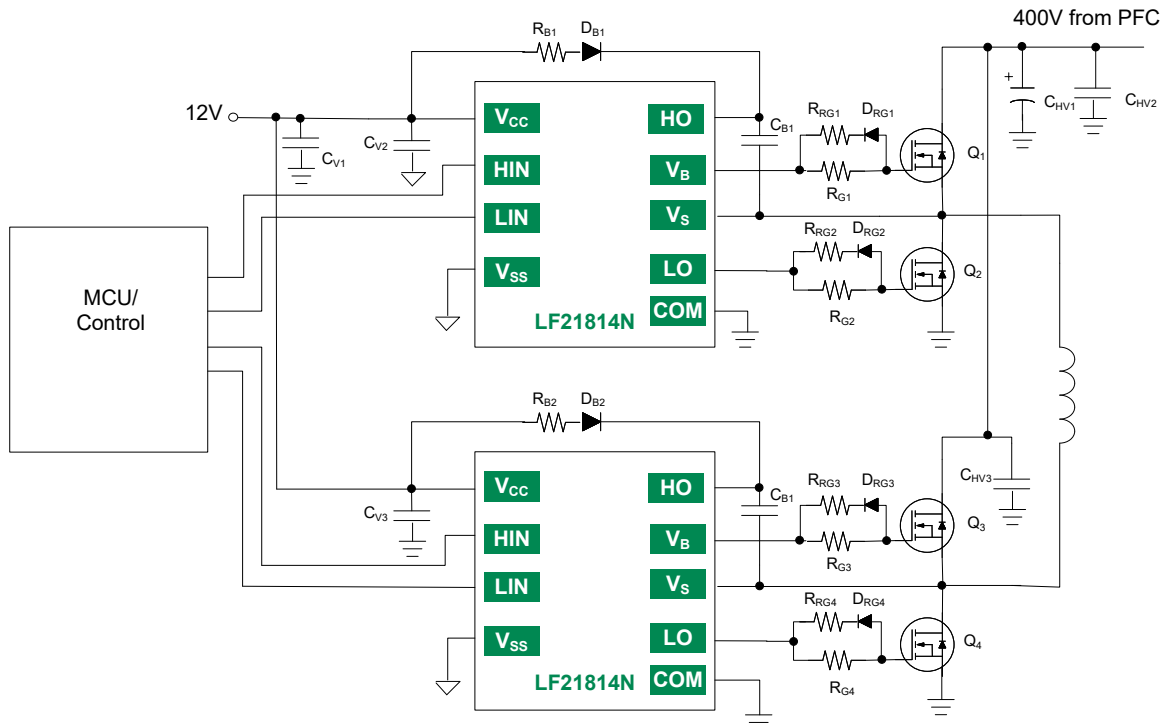 400V from PFC
RB1 DB1
12V
VCC
HO
CV1
CV2
CB1
RRG1 DRG1
+
CHV1
CHV2
HIN
VB
Q1
RG1
LIN
VS
RRG2 DRG2
VSS
LO
Q2
RG2
COM
LF21814N
MCU/
Control
RB2 DB2
VCC
HO
CV3
CB1
RRG3 DRG3
CHV3
HIN
VB
Q3
RG3
LIN
VS
RRG4 DRG4
VSS
LO
Q4
RG4
COM
LF21814N